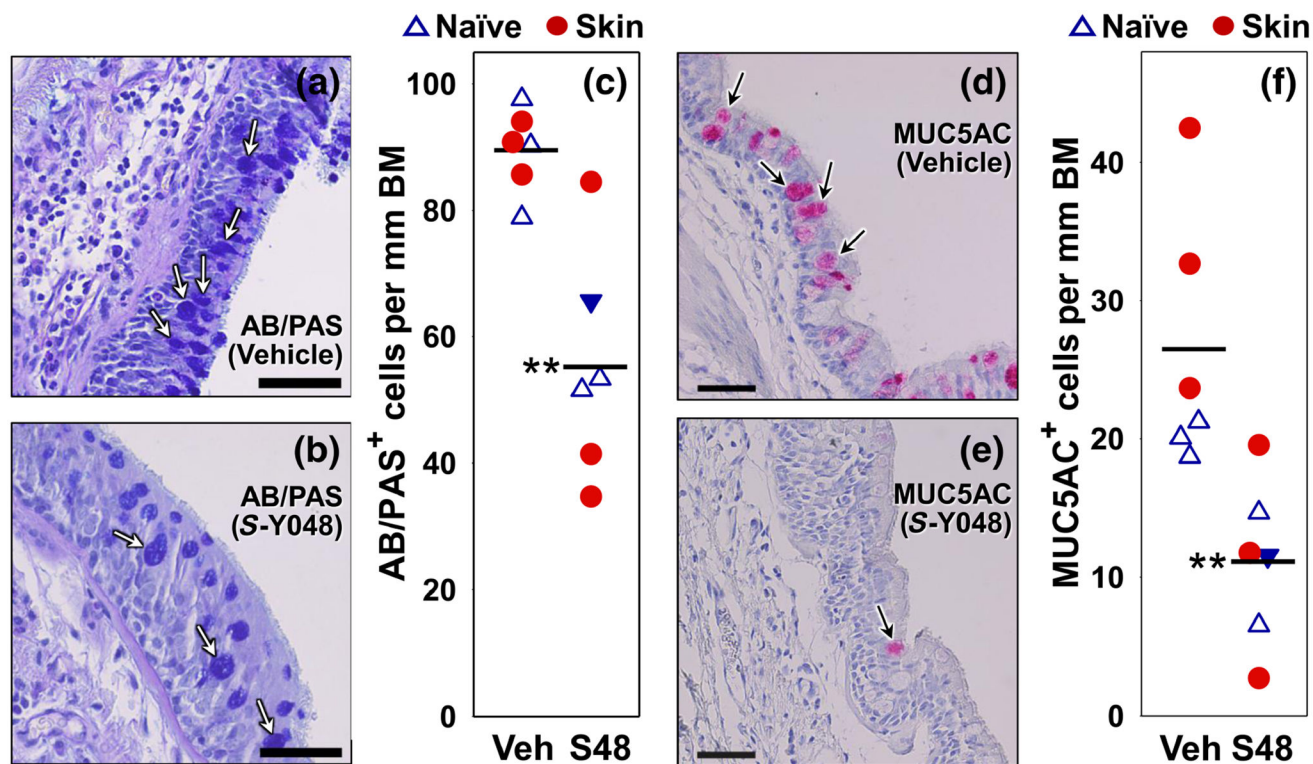 △ Naïve ● Skin
(a)
AB/PAS
(Vehicle)
(b)
AB/PAS
(S-Y048)
(c)
AB/PAS+ cells per mm BM
100
80
60
40
20
0
**
Veh S48
(d)
MUC5AC
(Vehicle)
(e)
MUC5AC
(S-Y048)
△ Naïve ● Skin
(f)
MUC5AC+ cells per mm BM
40
30
20
10
0
**
Veh S48